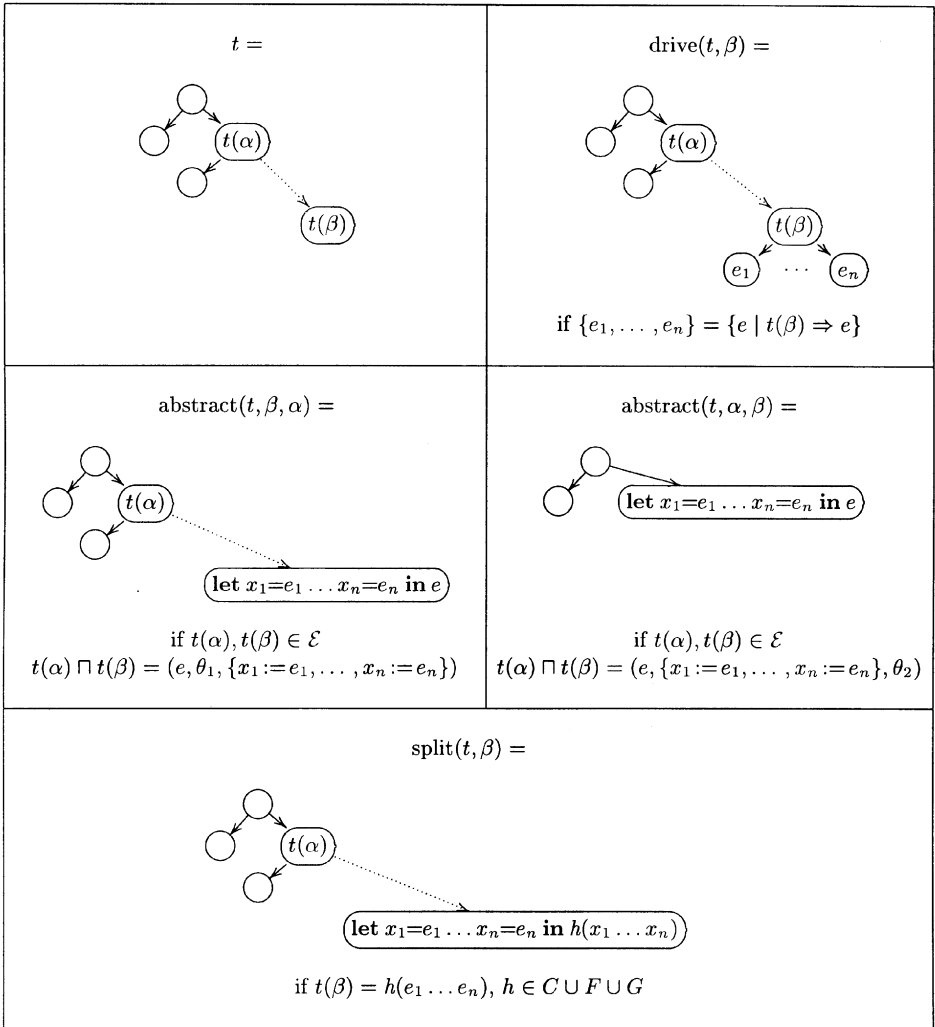 t =
t(α)
t(β)
drive(t, β) =
t(α)
t(β)
e₁ ··· eₙ
if {e₁, . . . , eₙ} = {e | t(β) ⇒ e}
abstract(t, β, α) =
t(α)
let x₁=e₁ . . . xₙ=eₙ in e
if t(α), t(β) ∈ ℰ
t(α) ⊓ t(β) = (e, θ₁, {x₁ := e₁, . . . , xₙ := eₙ})
abstract(t, α, β) =
let x₁=e₁ . . . xₙ=eₙ in e
if t(α), t(β) ∈ ℰ
t(α) ⊓ t(β) = (e, {x₁ := e₁, . . . , xₙ := eₙ}, θ₂)
split(t, β) =
t(α)
let x₁=e₁ . . . xₙ=eₙ in h(x₁ . . . xₙ)
if t(β) = h(e₁ . . . eₙ), h ∈ C ∪ F ∪ G